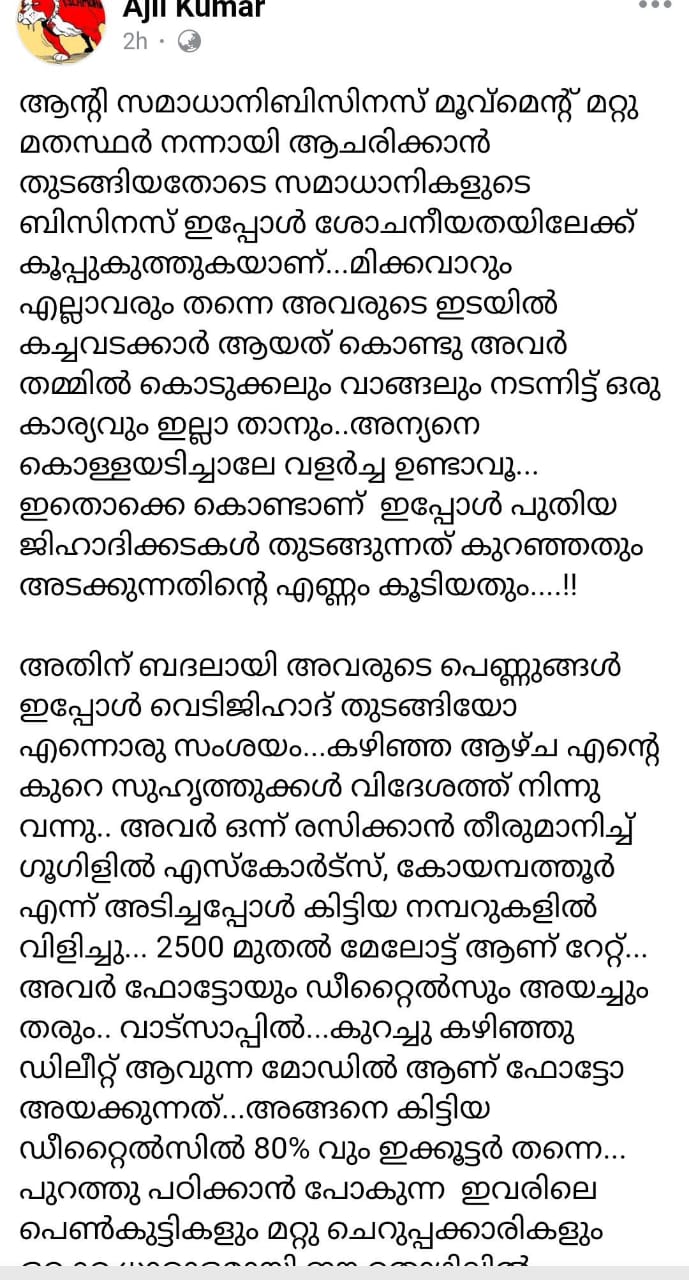 Ajil Kumar
2h ·
ആന്റി സമാധാനിബിസിനസ് മൂവ്മെന്റ് മറ്റു
മതസ്ഥർ നന്നായി ആചരിക്കാൻ
തുടങ്ങിയതോടെ സമാധാനികളുടെ
ബിസിനസ് ഇപ്പോൾ ശോചനീയതയിലേക്ക്
കൂപ്പുകുത്തുകയാണ്...മിക്കവാറും
എല്ലാവരും തന്നെ അവരുടെ ഇടയിൽ
കച്ചവടക്കാർ ആയത് കൊണ്ടു അവർ
തമ്മിൽ കൊടുക്കലും വാങ്ങലും നടന്നിട്ട് ഒരു
കാര്യവും ഇല്ലാ താനും..അന്യനെ
കൊള്ളയടിച്ചാലേ വളർച്ച ഉണ്ടാവൂ...
ഇതൊക്കെ കൊണ്ടാണ് ഇപ്പോൾ പുതിയ
ജിഹാദിക്കടകൾ തുടങ്ങുന്നത് കുറഞ്ഞതും
അടക്കുന്നതിന്റെ എണ്ണം കൂടിയതും....!!
അതിന് ബദലായി അവരുടെ പെണ്ണുങ്ങൾ
ഇപ്പോൾ വെടിജിഹാദ് തുടങ്ങിയോ
എന്നൊരു സംശയം...കഴിഞ്ഞ ആഴ്ച എന്റെ
കുറെ സുഹൃത്തുക്കൾ വിദേശത്ത് നിന്നു
വന്നു.. അവർ ഒന്ന് രസിക്കാൻ തീരുമാനിച്ച്
ഗൂഗിളിൽ എസ്കോർട്സ്, കോയമ്പത്തൂർ
എന്ന് അടിച്ചപ്പോൾ കിട്ടിയ നമ്പറുകളിൽ
വിളിച്ചു... 2500 മുതൽ മേലോട്ട് ആണ് റേറ്റ്...
അവർ ഫോട്ടോയും ഡീറ്റൈൽസും അയച്ചും
തരും.. വാട്സാപ്പിൽ...കുറച്ചു കഴിഞ്ഞു
ഡിലീറ്റ് ആവുന്ന മോഡിൽ ആണ് ഫോട്ടോ
അയക്കുന്നത്...അങ്ങനെ കിട്ടിയ
ഡീറ്റൈൽസിൽ 80% വും ഇക്കൂട്ടർ തന്നെ...
പുറത്തു പഠിക്കാൻ പോകുന്ന ഇവരിലെ
പെൺകുട്ടികളും മറ്റു ചെറുപ്പക്കാരികളും